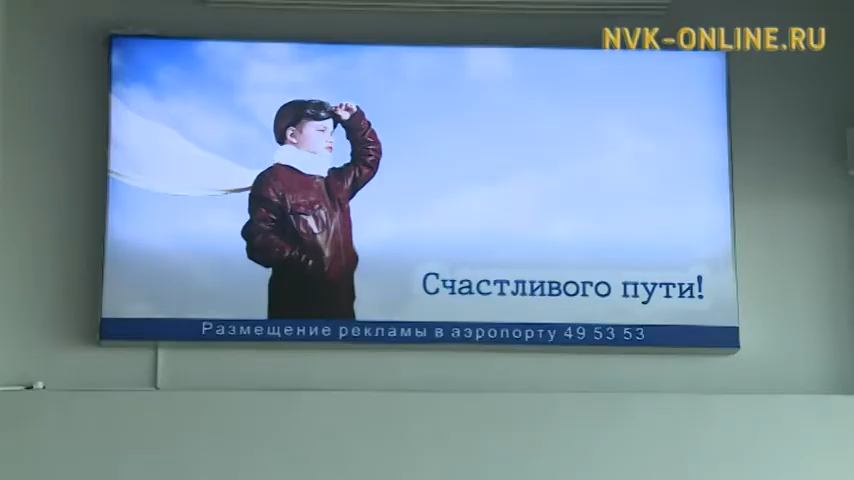 NVK-ONLINE.RU
Счастливого пути!
Размещение рекламы в аэропорту 49 53 53